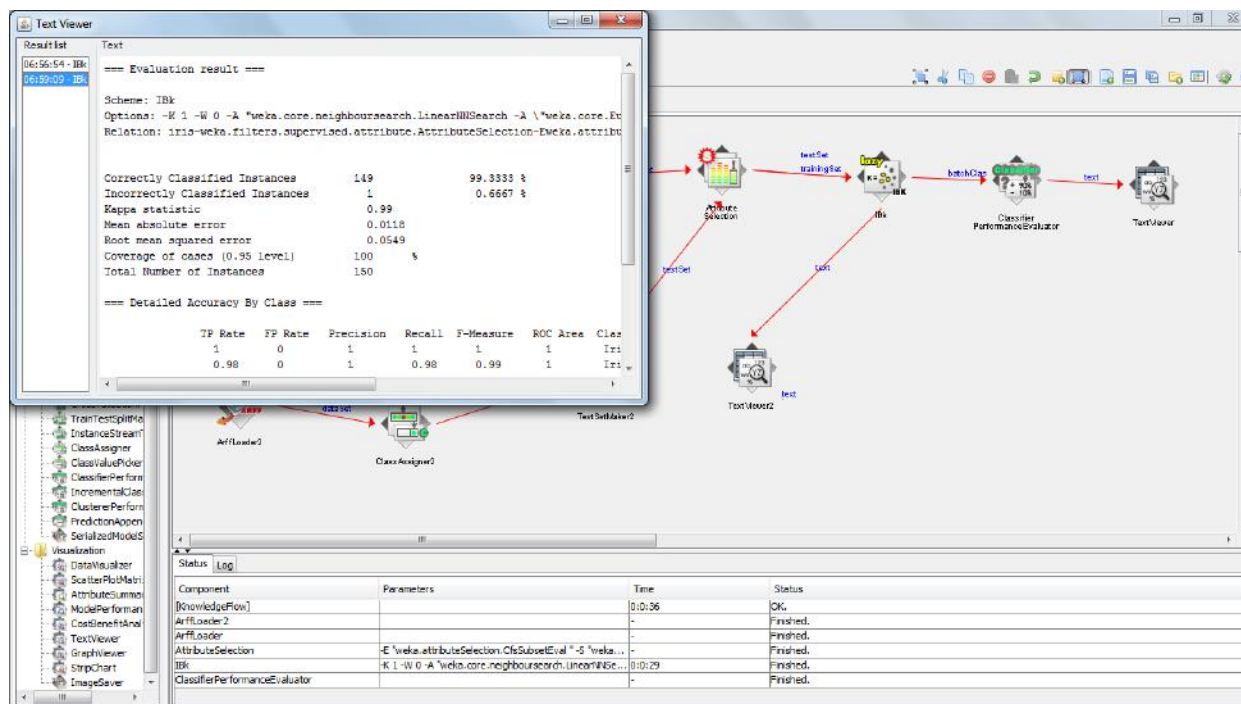 Text Viewer
Result list
Text
06:56:54 - IBk
06:59:09 - IBk
=== Evaluation result ===
Scheme: IBk
Options: -K 1 -W 0 -A "weka.core.neighboursearch.LinearNNSearch -A \"weka.core.Eu
Relation: iris-weka.filters.supervised.attribute.AttributeSelection-Eweka.attribu
Correctly Classified Instances 149 99.3333 %
Incorrectly Classified Instances 1 0.6667 %
Kappa statistic 0.99
Mean absolute error 0.0118
Root mean squared error 0.0549
Coverage of cases (0.95 level) 100 %
Total Number of Instances 150
=== Detailed Accuracy By Class ===
TP Rate FP Rate Precision Recall F-Measure ROC Area Clas
1 0 1 1 1 1 Iri
0.98 0 1 0.98 0.99 1 Iri
testSet
trainingSet
batchClas
text
Attribute
Selection
IBk
Classifier
PerformanceEvaluator
TextViewer
testSet
text
TextViewer2
text
dataSet
TestSetMaker2
ArffLoader2
ClassAssigner2
TrainTestSplitMa
InstanceStreamT
ClassAssigner
ClassValuePicker
ClassifierPerform
IncrementalClas
ClustererPerform
PredictionAppen
SerializedModelS
Visualization
DataVisualizer
ScatterPlotMatri
AttributeSummar
ModelPerforman
CostBenefitAnal
TextViewer
GraphViewer
StripChart
ImageSaver
Status Log
Component Parameters Time Status
[KnowledgeFlow] 0:0:36 OK.
ArffLoader2 - Finished.
ArffLoader - Finished.
AttributeSelection -E "weka.attributeSelection.CfsSubsetEval " -S "weka... - Finished.
IBk -K 1 -W 0 -A "weka.core.neighboursearch.LinearNNSe... 0:0:29 Finished.
ClassifierPerformanceEvaluator - Finished.